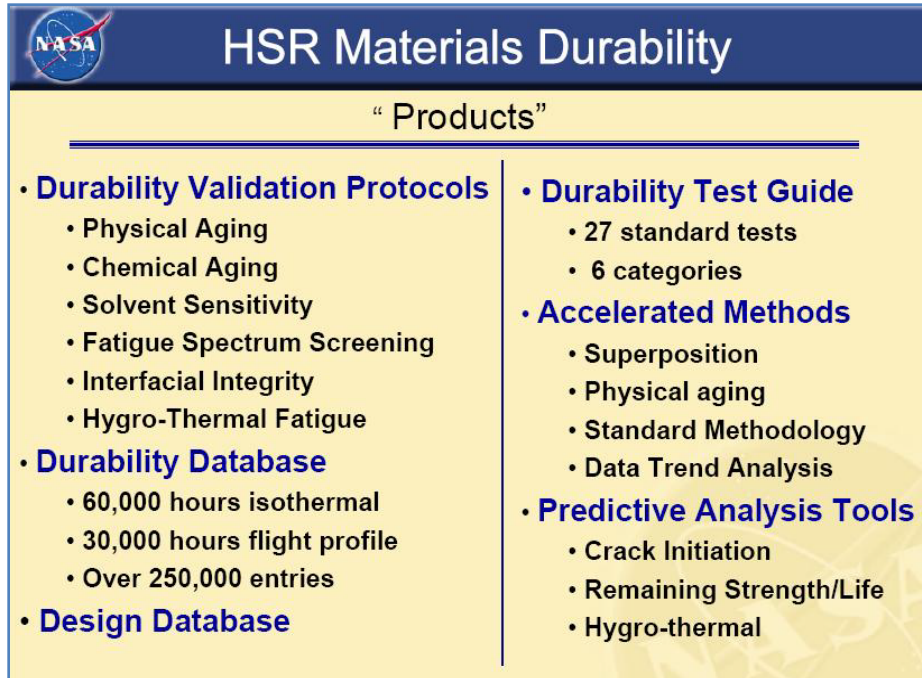 NASA
HSR Materials Durability
“ Products”
• Durability Validation Protocols
• Physical Aging
• Chemical Aging
• Solvent Sensitivity
• Fatigue Spectrum Screening
• Interfacial Integrity
• Hygro-Thermal Fatigue
• Durability Database
• 60,000 hours isothermal
• 30,000 hours flight profile
• Over 250,000 entries
• Design Database
• Durability Test Guide
• 27 standard tests
• 6 categories
• Accelerated Methods
• Superposition
• Physical aging
• Standard Methodology
• Data Trend Analysis
• Predictive Analysis Tools
• Crack Initiation
• Remaining Strength/Life
• Hygro-thermal
NASA